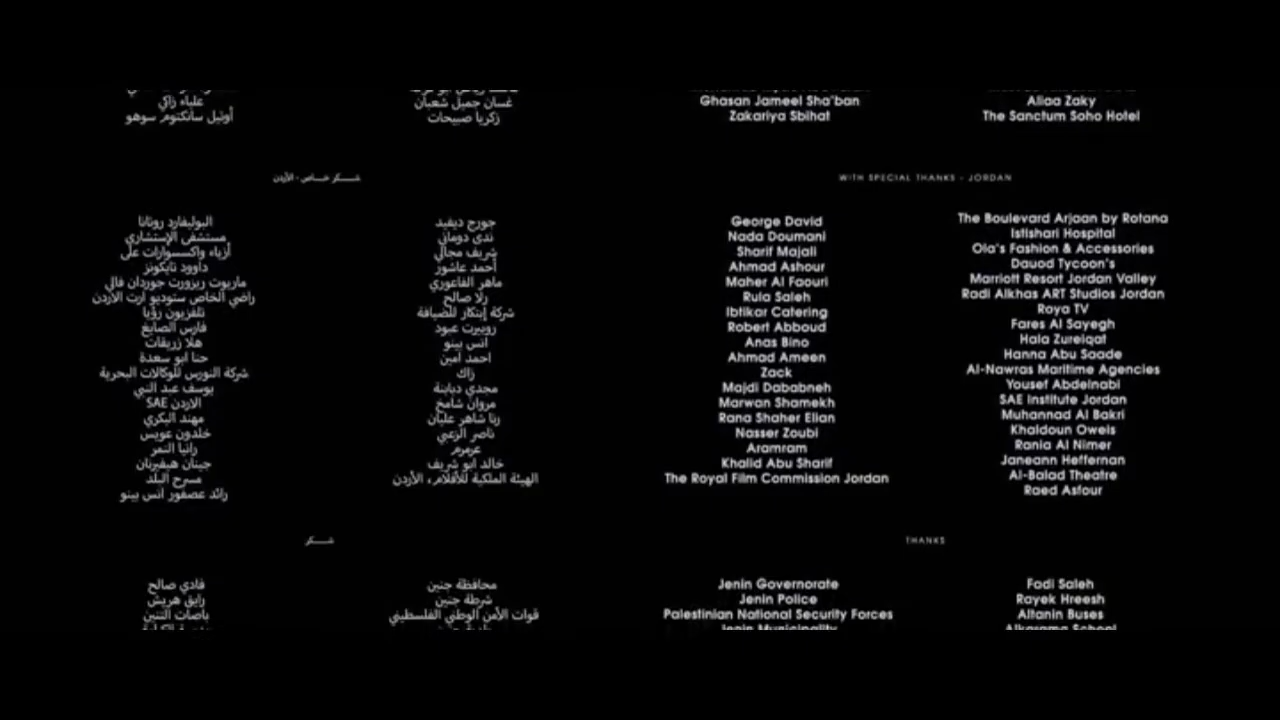 علياء زاكي
أوتيل سانكتوم سوهو
غسان جميل شعبان
زكريا صبيحات
Ghasan Jameel Sha'ban
Zakariya Sbihat
Aliaa Zaky
The Sanctum Soho Hotel
شكر خاص - الأردن
WITH SPECIAL THANKS - JORDAN
البوليفارد روتانا
مستشفى الإستشاري
أزياء واكسسوارات على
داوود تايكونز
ماريوت ريزورت جوردان فالي
راضي الخاص ستوديو ارت الأردن
تلفزيون رؤيا
فارس الصايغ
هلا زريقات
حنا ابو سعدة
شركة النورس للوكالات البحرية
يوسف عبد النبي
الاردن SAE
مهند البكري
خلدون عويس
رانيا النمر
جينان هيفيرنان
مسرح البلد
رائد عصفور انس بينو
جورج ديفيد
ندى دوماني
شريف مجالي
أحمد عاشور
ماهر الفاعوري
رلا صالح
شركة إبتكار للضيافة
روبيرت عبود
انس بينو
احمد امين
زاك
مجدي دبابنة
مروان شامخ
رنا شاهر عليان
ناصر الزعبي
عرمرم
خالد ابو شريف
الهيئة الملكية للأفلام، الأردن
George David
Nada Doumani
Sharif Majali
Ahmad Ashour
Maher Al Faouri
Rula Saleh
Ibtikar Catering
Robert Abboud
Anas Bino
Ahmad Ameen
Zack
Majdi Dababneh
Marwan Shamekh
Rana Shaher Elian
Nasser Zoubi
Aramram
Khalid Abu Sharif
The Royal Film Commission Jordan
The Boulevard Arjaan by Rotana
Istishari Hospital
Ola's Fashion & Accessories
Dauod Tycoon's
Marriott Resort Jordan Valley
Radi Alkhas ART Studios Jordan
Roya TV
Fares Al Sayegh
Hala Zureiqat
Hanna Abu Saade
Al-Nawras Maritime Agencies
Yousef Abdelnabi
SAE Institute Jordan
Muhannad Al Bakri
Khaldoun Oweis
Rania Al Nimer
Janeann Heffernan
Al-Balad Theatre
Raed Asfour
شكر
THANKS
فادي صالح
رايق هريش
باصات التنين
محافظة جنين
شرطة جنين
قوات الأمن الوطني الفلسطيني
Jenin Governorate
Jenin Police
Palestinian National Security Forces
Jenin Municipality
Fadi Saleh
Rayek Hreesh
Altanin Buses
Alkarama School